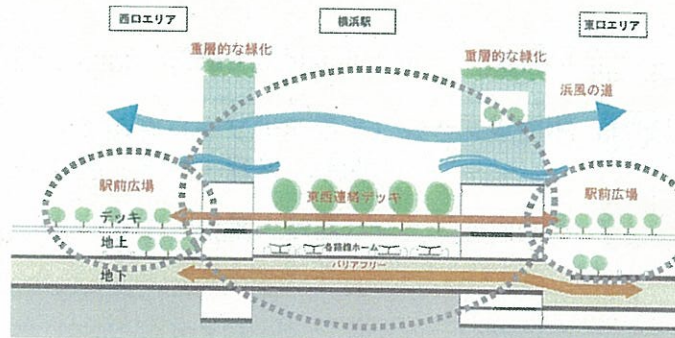 西口エリア
横浜駅
東口エリア
重層的な緑化
重層的な緑化
浜風の道
駅前広場
東西連絡デッキ
駅前広場
デッキ
地上
各路線ホーム
バリアフリー
地下